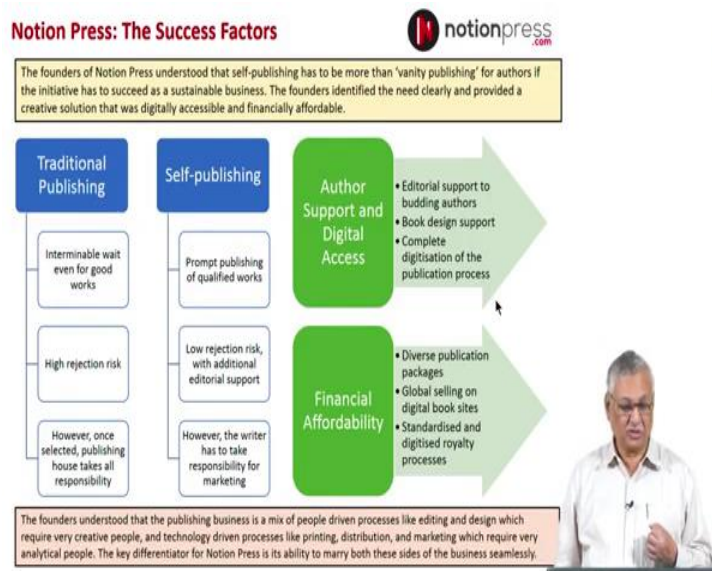 Notion Press: The Success Factors
notionpress
.com
The founders of Notion Press understood that self-publishing has to be more than 'vanity publishing' for authors if
the initiative has to succeed as a sustainable business. The founders identified the need clearly and provided a
creative solution that was digitally accessible and financially affordable.
Traditional
Publishing
Interminable wait
even for good
works
High rejection risk
However, once
selected, publishing
house takes all
responsibility
Self-publishing
Prompt publishing
of qualified works
Low rejection risk,
with additional
editorial support
However, the writer
has to take
responsibility for
marketing
Author
Support and
Digital
Access
• Editorial support to
budding authors
• Book design support
• Complete
digitisation of the
publication process
Financial
Affordability
• Diverse publication
packages
• Global selling on
digital book sites
• Standardised and
digitised royalty
processes
The founders understood that the publishing business is a mix of people driven processes like editing and design which
require very creative people, and technology driven processes like printing, distribution, and marketing which require very
analytical people. The key differentiator for Notion Press is its ability to marry both these sides of the business seamlessly.